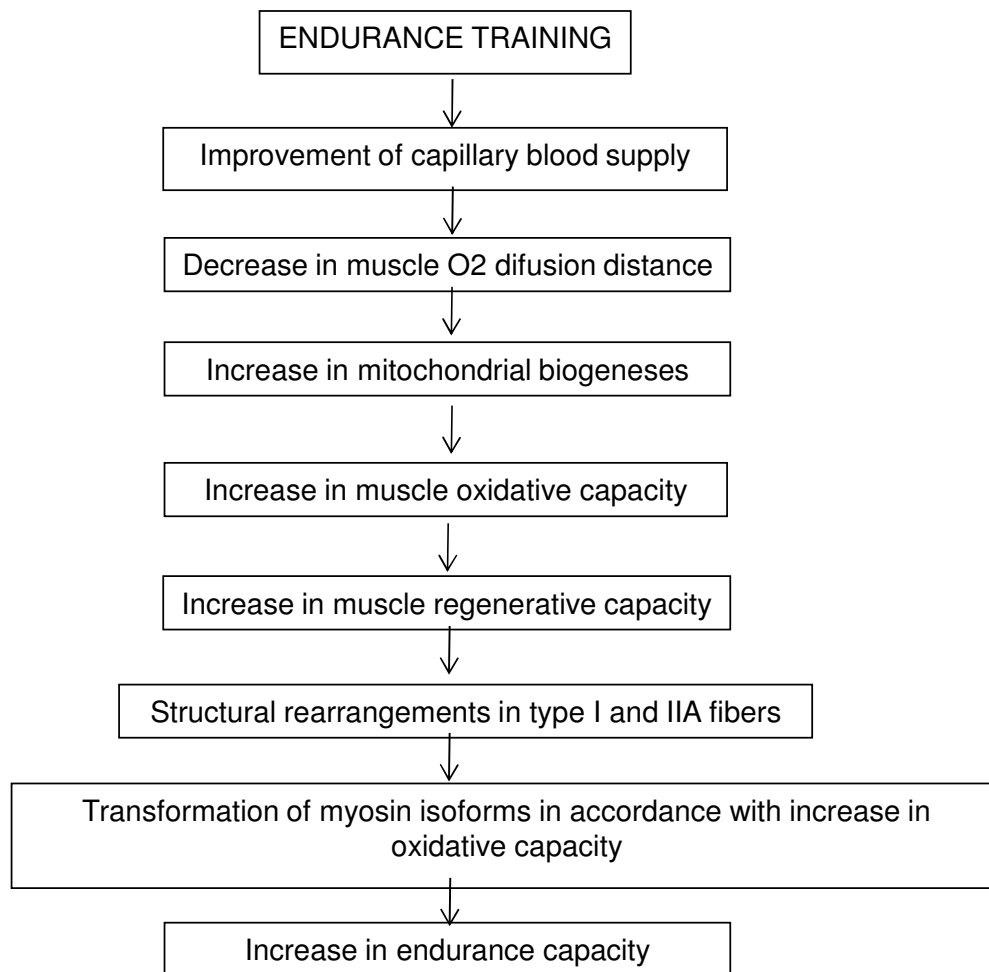 ENDURANCE TRAINING
Improvement of capillary blood supply
Decrease in muscle O2 difusion distance
Increase in mitochondrial biogeneses
Increase in muscle oxidative capacity
Increase in muscle regenerative capacity
Structural rearrangements in type I and IIA fibers
Transformation of myosin isoforms in accordance with increase in
oxidative capacity
Increase in endurance capacity